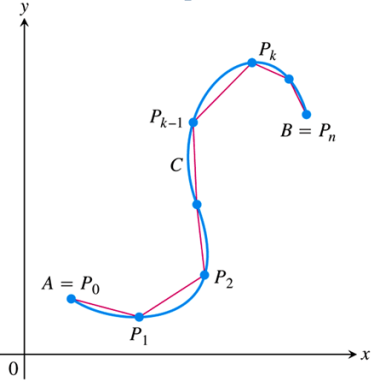 y
P_k
P_{k-1}
B = P_n
C
A = P_0
P_2
P_1
x
0